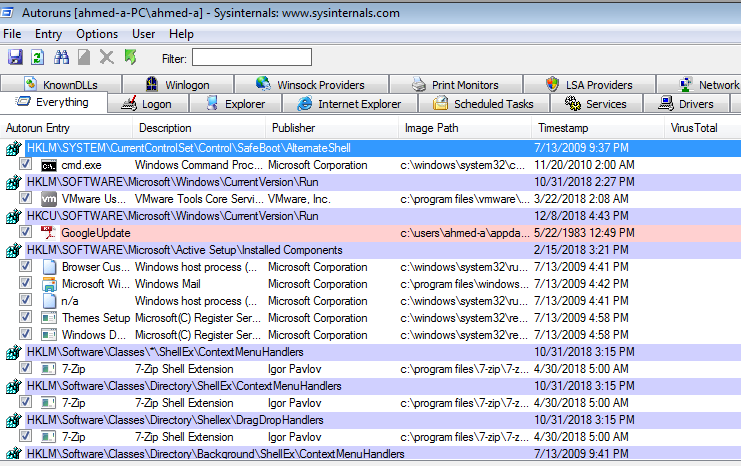 Autoruns [ahmed-a-PC\ahmed-a] - Sysinternals: www.sysinternals.com
File Entry Options User Help
Filter:
KnownDLLs Winlogon Winsock Providers Print Monitors LSA Providers Network
Everything Logon Explorer Internet Explorer Scheduled Tasks Services Drivers
Autorun Entry Description Publisher Image Path Timestamp VirusTotal
HKLM\SYSTEM\CurrentControlSet\Control\SafeBoot\AlternateShell 7/13/2009 9:37 PM
cmd.exe Windows Command Proc... Microsoft Corporation c:\windows\system32\c... 11/20/2010 2:00 AM
HKLM\SOFTWARE\Microsoft\Windows\CurrentVersion\Run 10/31/2018 2:27 PM
VMware Us... VMware Tools Core Servi... VMware, Inc. c:\program files\vmware\... 3/22/2018 2:08 AM
HKCU\SOFTWARE\Microsoft\Windows\CurrentVersion\Run 12/8/2018 4:43 PM
GoogleUpdate c:\users\ahmed-a\appda... 5/22/1983 12:49 PM
HKLM\SOFTWARE\Microsoft\Active Setup\Installed Components 2/15/2018 3:21 PM
Browser Cus... Windows host process (... Microsoft Corporation c:\windows\system32\ru... 7/13/2009 4:41 PM
Microsoft Wi... Windows Mail Microsoft Corporation c:\program files\windows... 7/13/2009 4:42 PM
n/a Windows host process (... Microsoft Corporation c:\windows\system32\ru... 7/13/2009 4:41 PM
Themes Setup Microsoft(C) Register Ser... Microsoft Corporation c:\windows\system32\re... 7/13/2009 4:58 PM
Windows D... Microsoft(C) Register Ser... Microsoft Corporation c:\windows\system32\re... 7/13/2009 4:58 PM
HKLM\Software\Classes\*\ShellEx\ContextMenuHandlers 10/31/2018 3:15 PM
7-Zip 7-Zip Shell Extension Igor Pavlov c:\program files\7-zip\7-z... 4/30/2018 5:00 AM
HKLM\Software\Classes\Directory\ShellEx\ContextMenuHandlers 10/31/2018 3:15 PM
7-Zip 7-Zip Shell Extension Igor Pavlov c:\program files\7-zip\7-z... 4/30/2018 5:00 AM
HKLM\Software\Classes\Directory\Shellex\DragDropHandlers 10/31/2018 3:15 PM
7-Zip 7-Zip Shell Extension Igor Pavlov c:\program files\7-zip\7-z... 4/30/2018 5:00 AM
HKLM\Software\Classes\Directory\Background\ShellEx\ContextMenuHandlers 7/13/2009 9:41 PM